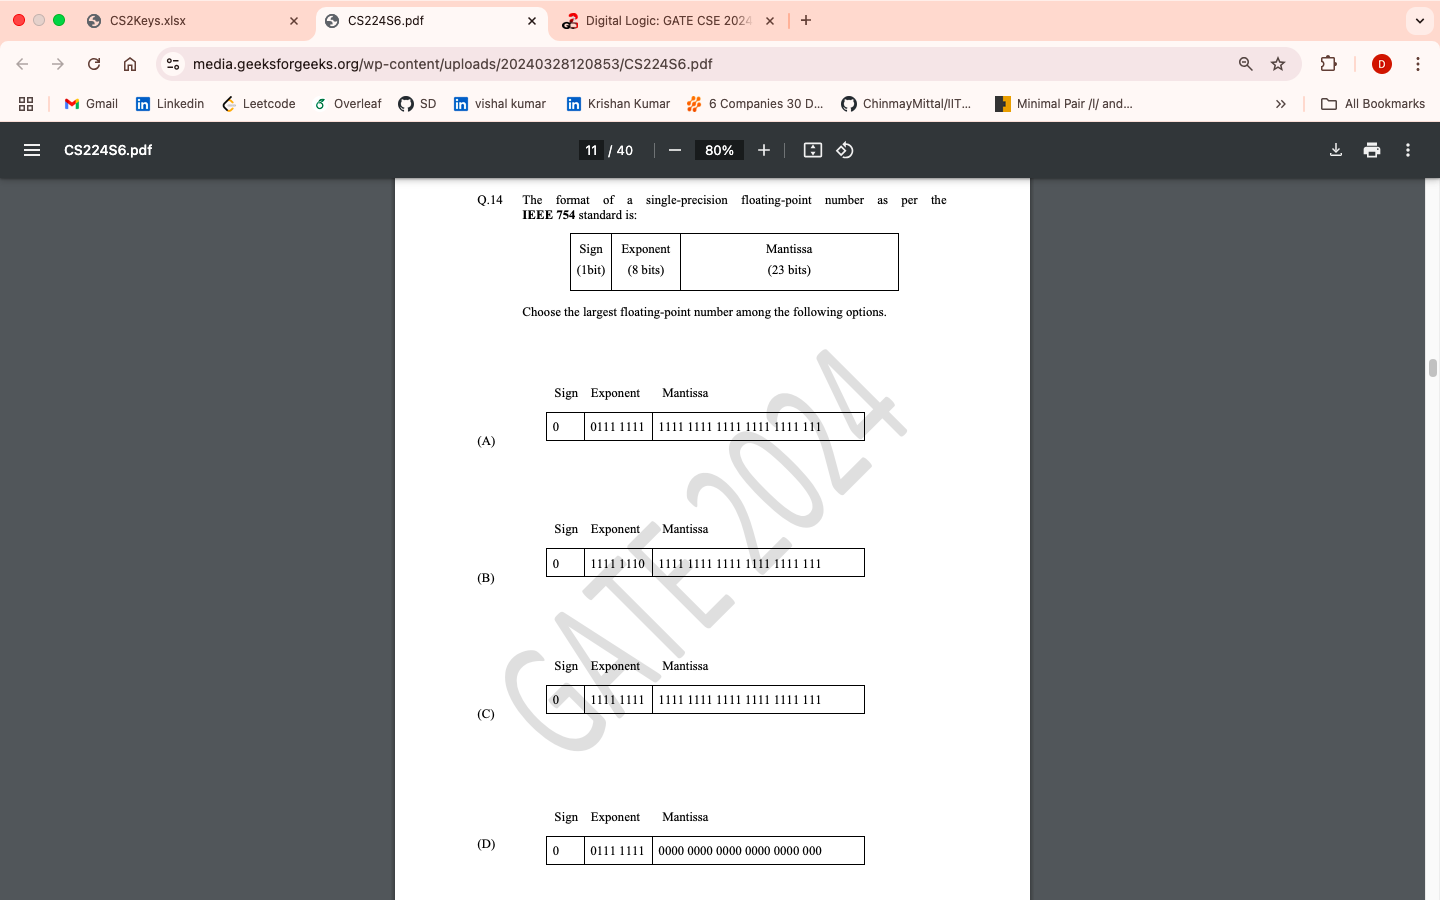 CS2Keys.xlsx
CS224S6.pdf
Digital Logic: GATE CSE 2024
media.geeksforgeeks.org/wp-content/uploads/20240328120853/CS224S6.pdf
D
Gmail
Linkedin
Leetcode
Overleaf
SD
vishal kumar
Krishan Kumar
6 Companies 30 D...
ChinmayMittal/IIT...
Minimal Pair /l/ and...
All Bookmarks
CS224S6.pdf
11 / 40
80%
Q.14 The format of a single-precision floating-point number as per the
IEEE 754 standard is:
Sign Exponent Mantissa
(1bit) (8 bits) (23 bits)
Choose the largest floating-point number among the following options.
Sign Exponent Mantissa
0 0111 1111 1111 1111 1111 1111 1111 111
(A)
Sign Exponent Mantissa
0 1111 1110 1111 1111 1111 1111 1111 111
(B)
Sign Exponent Mantissa
0 1111 1111 1111 1111 1111 1111 1111 111
(C)
Sign Exponent Mantissa
(D)
0 0111 1111 0000 0000 0000 0000 0000 000
GATE 2024